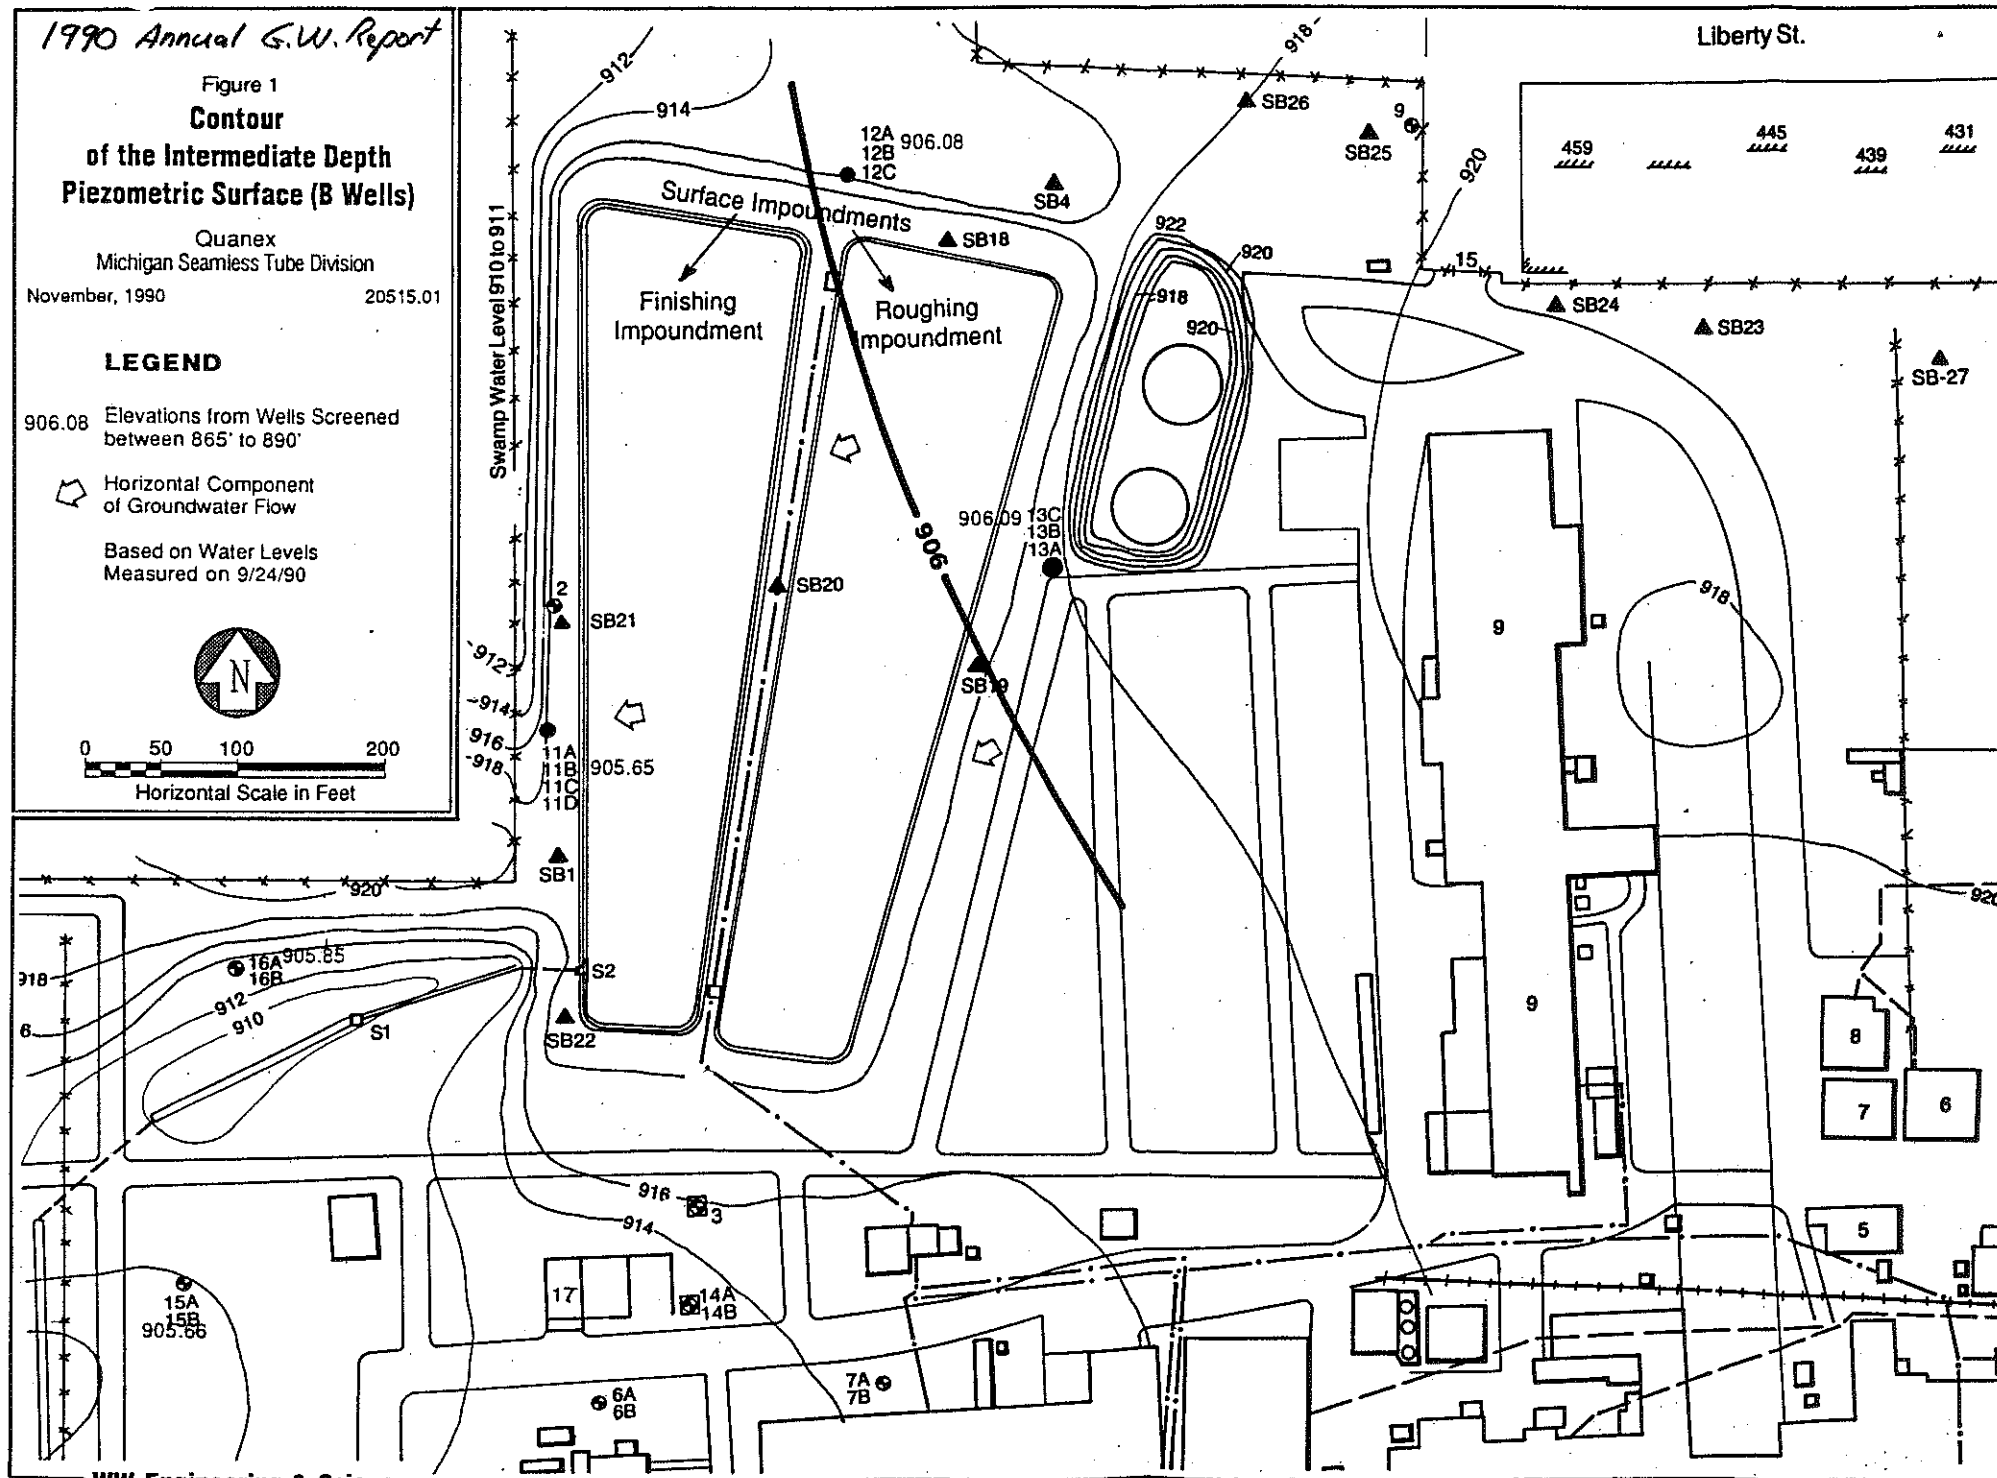 1990 Annual G.W. Report
Figure 1
Contour
of the Intermediate Depth
Piezometric Surface (B Wells)
Quanex
Michigan Seamless Tube Division
November, 1990
20515.01
LEGEND
906.08
Elevations from Wells Screened
between 865' to 890'
Horizontal Component
of Groundwater Flow
Based on Water Levels
Measured on 9/24/90
N
0 50 100 200
Horizontal Scale in Feet
Swamp Water Level 910 to 911
Liberty St.
912
914
918
SB26
9
SB25
920
459
445
439
431
12A
12B
12C
906.08
Surface Impoundments
SB4
SB18
922
920
918
920
15
SB24
SB23
SB-27
Finishing
Impoundment
Roughing
Impoundment
906
906.09
13C
13B
13A
2
SB21
SB20
SB19
912
914
916
918
11A
11B
11C
11D
905.65
SB1
920
9
918
9
920
16A
16B
905.85
918
912
910
6
S1
S2
SB22
8
7
6
5
916
914
3
17
14A
14B
15A
15B
905.66
6A
6B
7A
7B